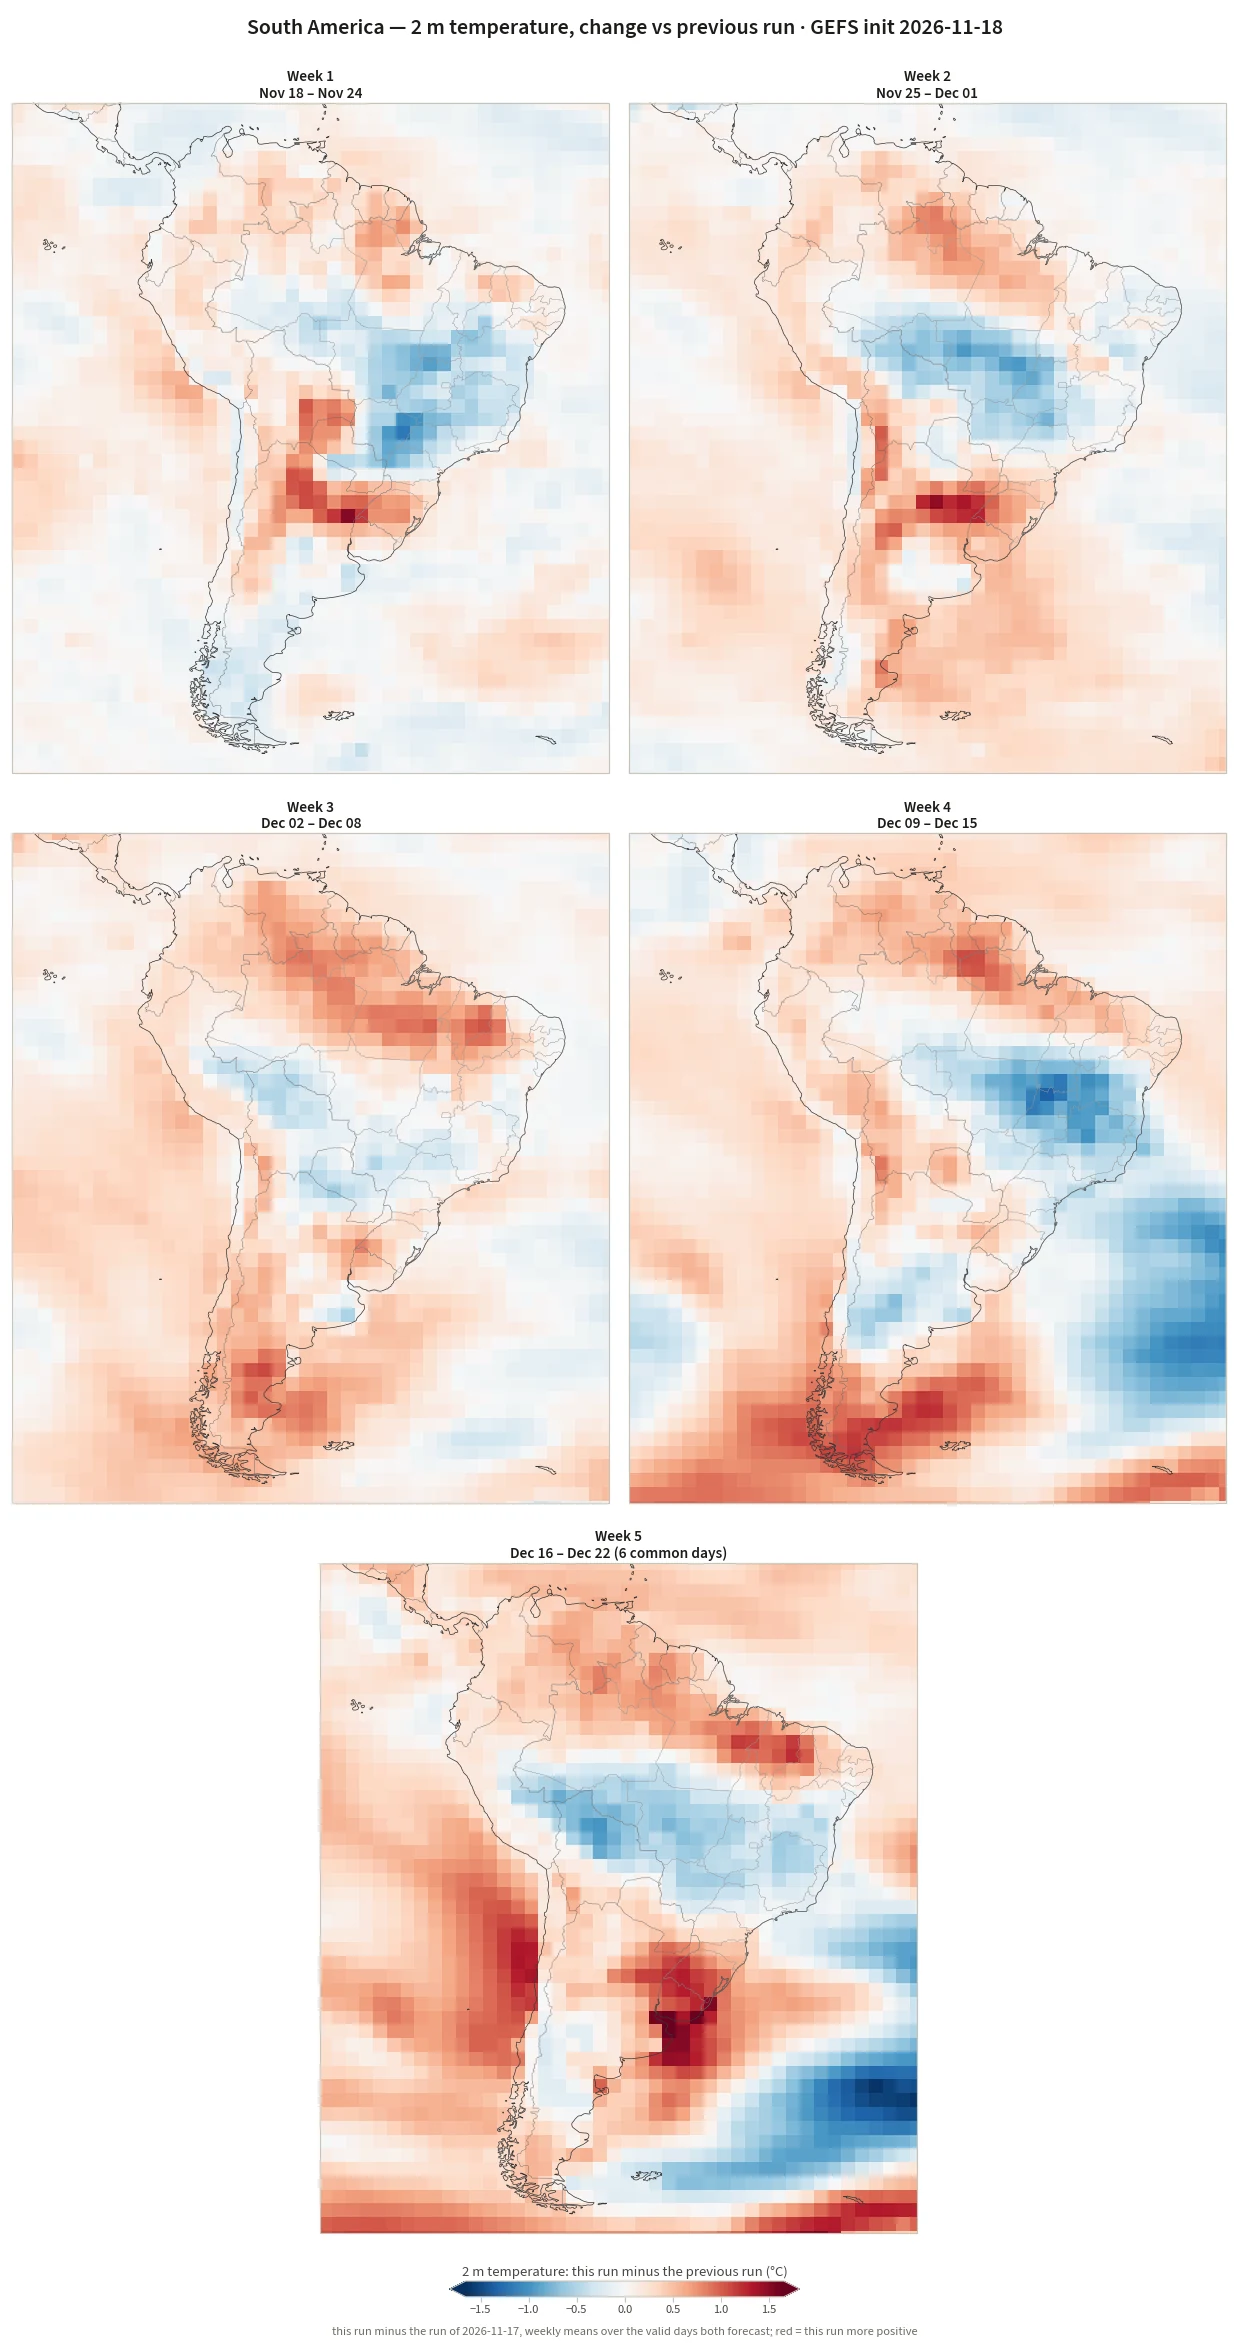 South America — 2 m temperature, change vs previous run · GEFS init 2026-11-18
Week 1
Nov 18 – Nov 24
Week 2
Nov 25 – Dec 01
Week 3
Dec 02 – Dec 08
Week 4
Dec 09 – Dec 15
Week 5
Dec 16 – Dec 22 (6 common days)
2 m temperature: this run minus the previous run (°C)
−1.5 −1.0 −0.5 0.0 0.5 1.0 1.5
this run minus the run of 2026-11-17, weekly means over the valid days both forecast; red = this run more positive